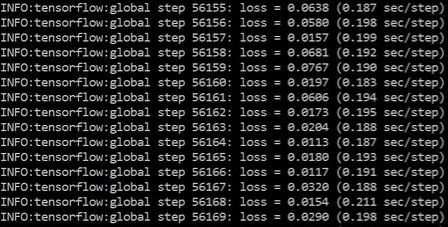 INFO:tensorflow:global step 56155: loss = 0.0638 (0.187 sec/step)
INFO:tensorflow:global step 56156: loss = 0.0580 (0.198 sec/step)
INFO:tensorflow:global step 56157: loss = 0.0157 (0.199 sec/step)
INFO:tensorflow:global step 56158: loss = 0.0681 (0.192 sec/step)
INFO:tensorflow:global step 56159: loss = 0.0767 (0.190 sec/step)
INFO:tensorflow:global step 56160: loss = 0.0197 (0.183 sec/step)
INFO:tensorflow:global step 56161: loss = 0.0606 (0.194 sec/step)
INFO:tensorflow:global step 56162: loss = 0.0173 (0.195 sec/step)
INFO:tensorflow:global step 56163: loss = 0.0204 (0.188 sec/step)
INFO:tensorflow:global step 56164: loss = 0.0113 (0.187 sec/step)
INFO:tensorflow:global step 56165: loss = 0.0180 (0.193 sec/step)
INFO:tensorflow:global step 56166: loss = 0.0117 (0.191 sec/step)
INFO:tensorflow:global step 56167: loss = 0.0320 (0.188 sec/step)
INFO:tensorflow:global step 56168: loss = 0.0154 (0.211 sec/step)
INFO:tensorflow:global step 56169: loss = 0.0290 (0.198 sec/step)